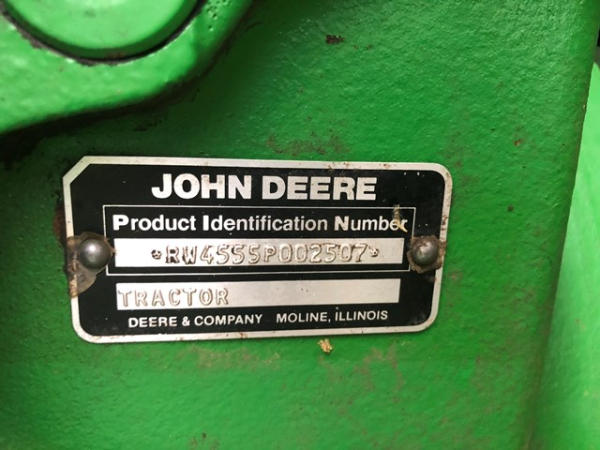 JOHN DEERE
Product Identification Number
*RW4555P002507*
TRACTOR
DEERE & COMPANY MOLINE, ILLINOIS